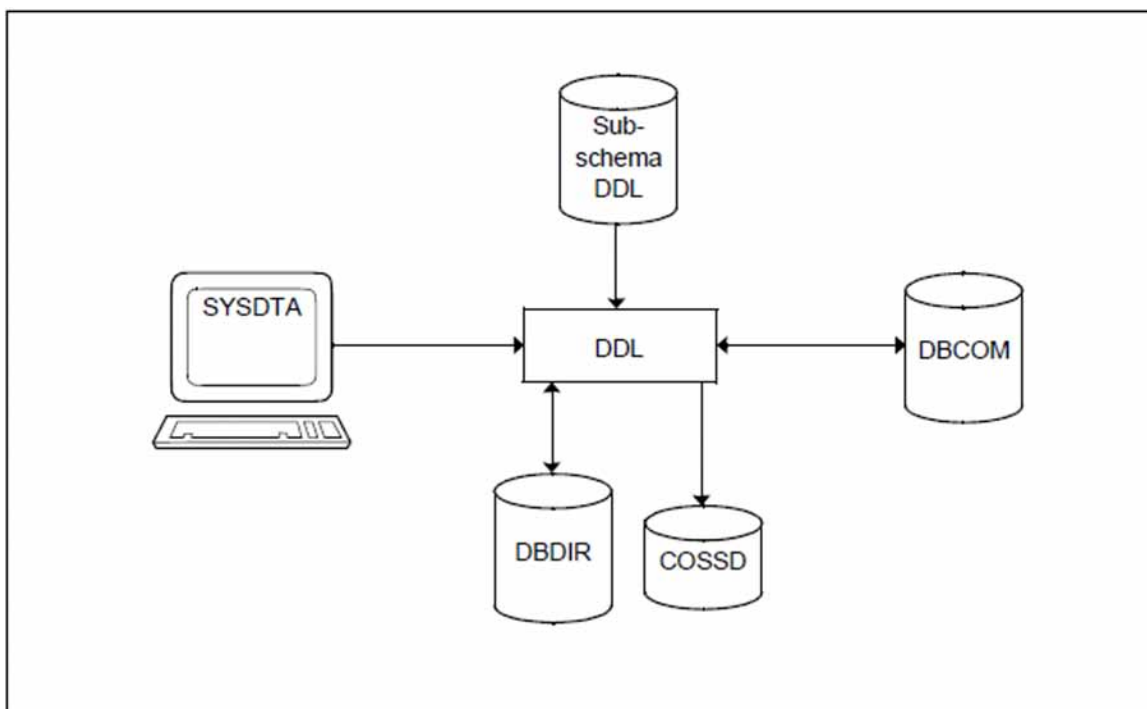 Sub-
schema
DDL
SYSDTA
DDL
DBCOM
DBDIR
COSSD